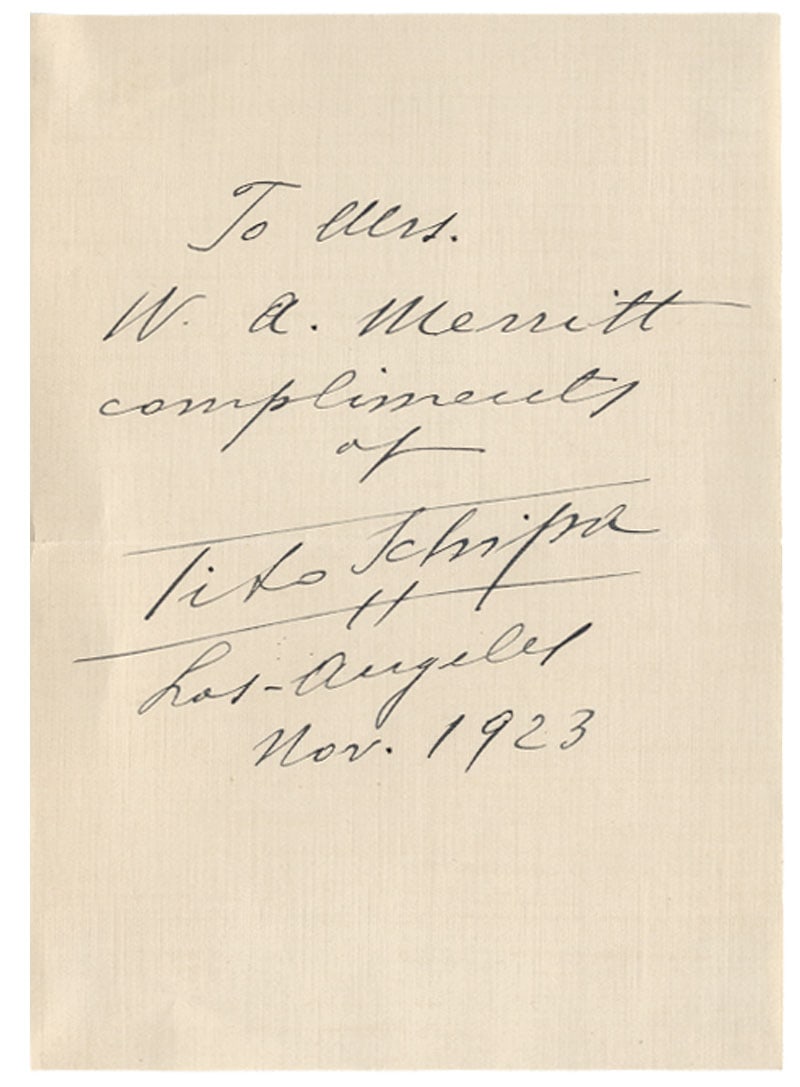 To Mrs.
W. A. Merritt
compliments
of
Tito Schipa
Los-Angeles
Nov. 1923